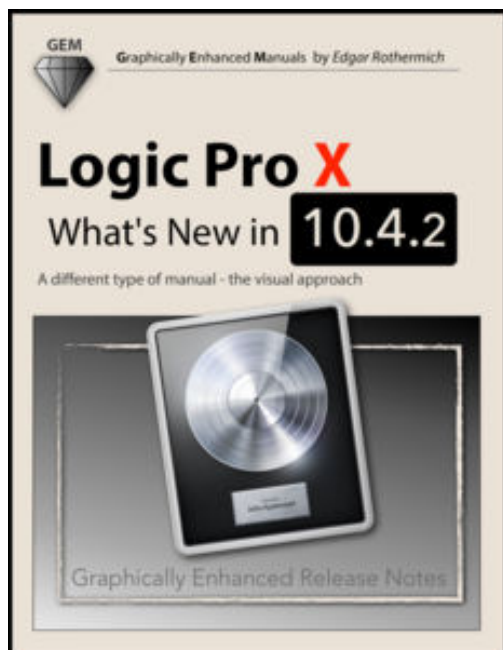 GEM
Graphically Enhanced Manuals by Edgar Rothermich
Logic Pro X
What's New in 10.4.2
A different type of manual - the visual approach
Graphically Enhanced Release Notes